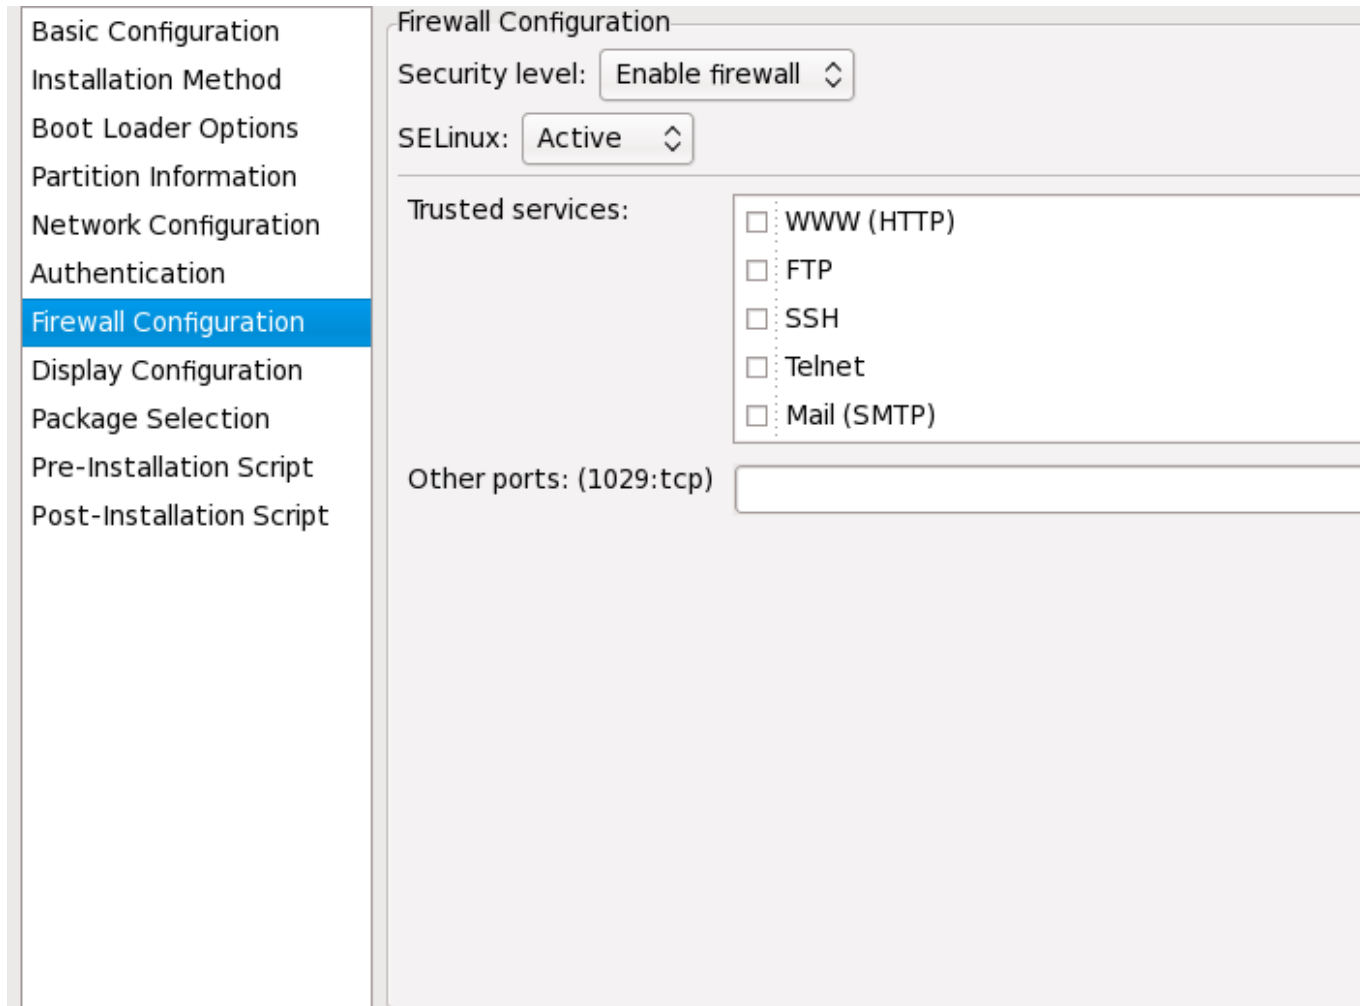 Basic Configuration
Installation Method
Boot Loader Options
Partition Information
Network Configuration
Authentication
Firewall Configuration
Display Configuration
Package Selection
Pre-Installation Script
Post-Installation Script
Firewall Configuration
Security level: Enable firewall
SELinux: Active
Trusted services:
WWW (HTTP)
FTP
SSH
Telnet
Mail (SMTP)
Other ports: (1029:tcp)